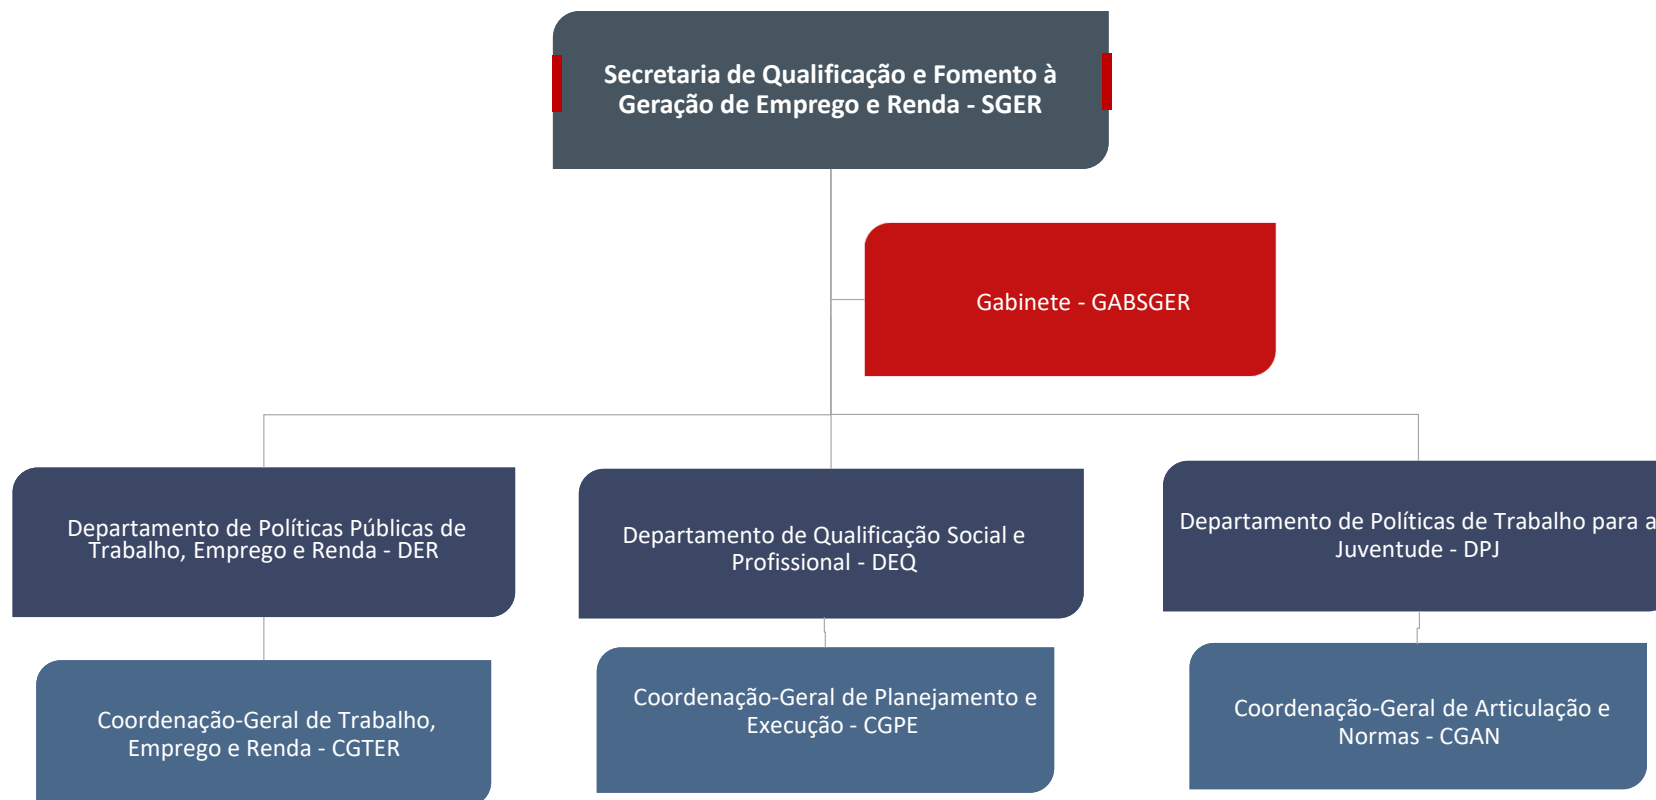 Secretaria de Qualificação e Fomento à
Geração de Emprego e Renda - SGER
Gabinete - GABSGER
Departamento de Políticas Públicas de
Trabalho, Emprego e Renda - DER
Departamento de Qualificação Social e
Profissional - DEQ
Departamento de Políticas de Trabalho para a
Juventude - DPJ
Coordenação-Geral de Trabalho,
Emprego e Renda - CGTER
Coordenação-Geral de Planejamento e
Execução - CGPE
Coordenação-Geral de Articulação e
Normas - CGAN